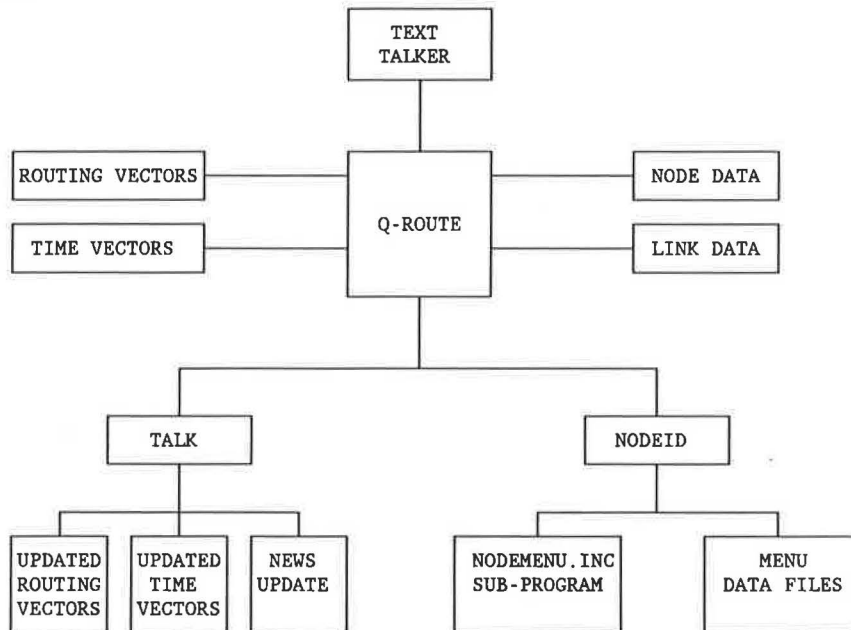 TEXT
TALKER
ROUTING VECTORS
NODE DATA
Q-ROUTE
TIME VECTORS
LINK DATA
TALK
NODEID
UPDATED
ROUTING
VECTORS
UPDATED
TIME
VECTORS
NEWS
UPDATE
NODEMENU.INC
SUB-PROGRAM
MENU
DATA FILES